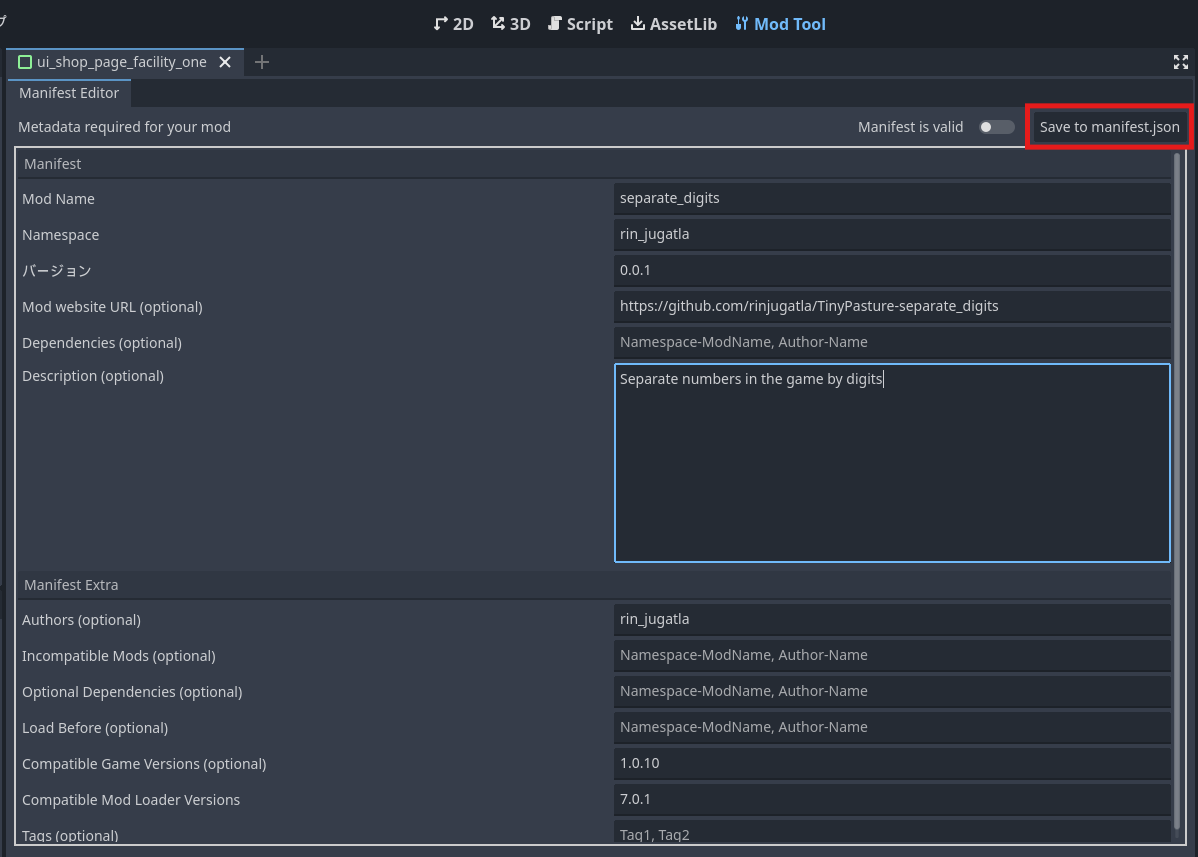 プ
2D 3D Script AssetLib Mod Tool
ui_shop_page_facility_one
Manifest Editor
Metadata required for your mod Manifest is valid Save to manifest.json
Manifest
Mod Name separate_digits
Namespace rin_jugatla
バージョン 0.0.1
Mod website URL (optional) https://github.com/rinjugatla/TinyPasture-separate_digits
Dependencies (optional) Namespace-ModName, Author-Name
Description (optional) Separate numbers in the game by digits
Manifest Extra
Authors (optional) rin_jugatla
Incompatible Mods (optional) Namespace-ModName, Author-Name
Optional Dependencies (optional) Namespace-ModName, Author-Name
Load Before (optional) Namespace-ModName, Author-Name
Compatible Game Versions (optional) 1.0.10
Compatible Mod Loader Versions 7.0.1
Tags (optional) Tag1, Tag2